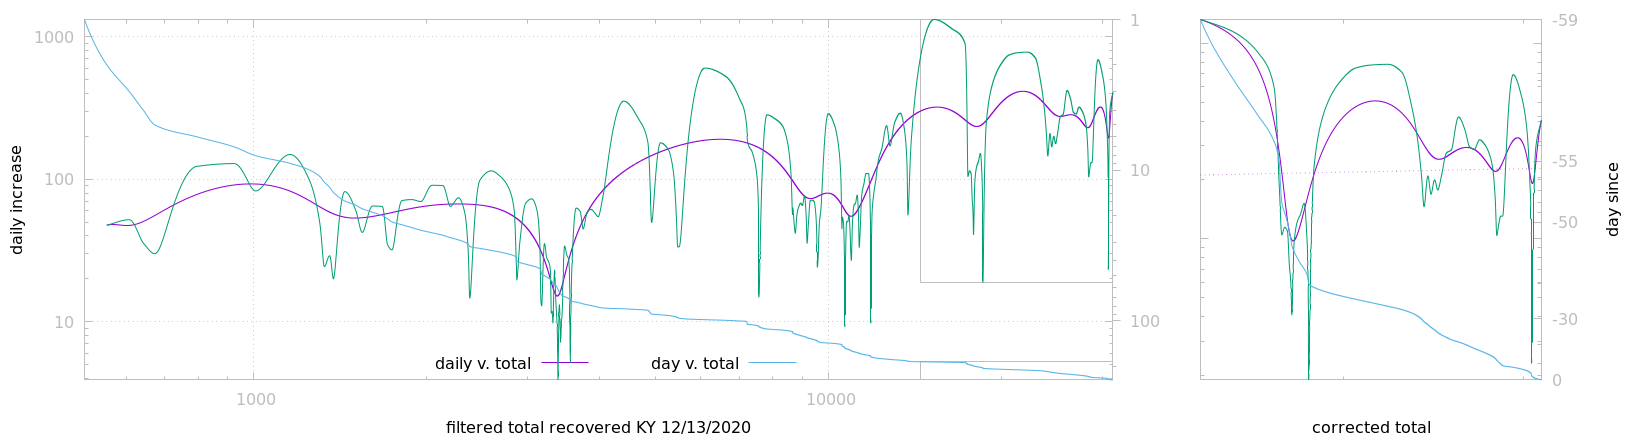 1000
100
10
daily increase
1000
10000
1
10
100
daily v. total
day v. total
filtered total recovered KY 12/13/2020
-59
-55
-50
-30
0
day since
corrected total